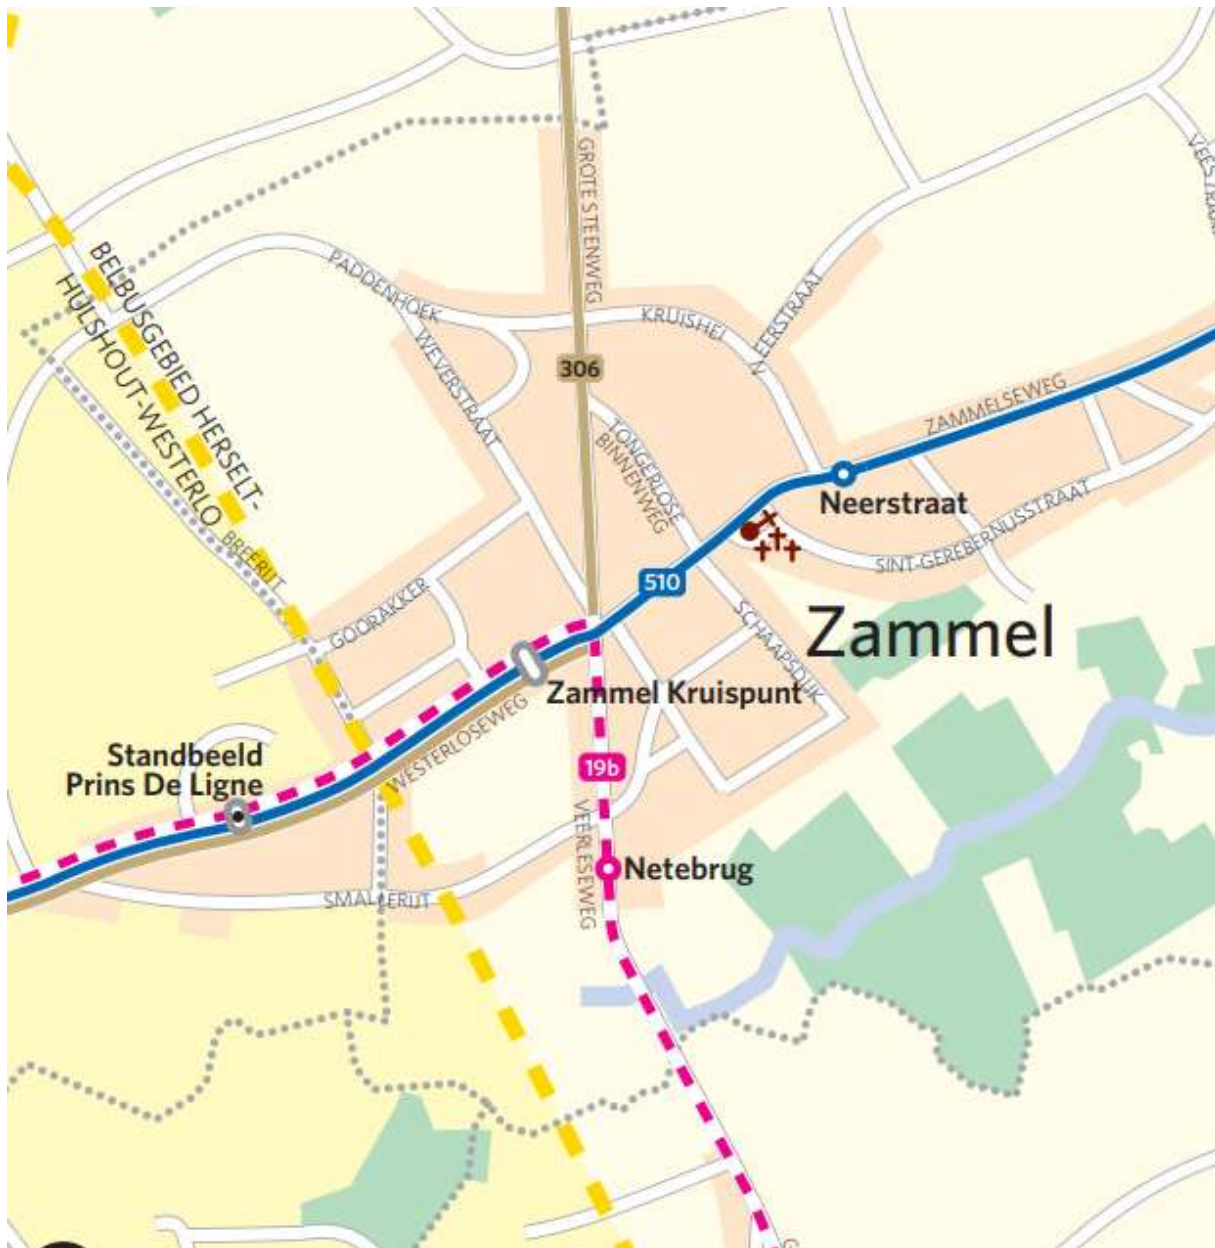 GROTE STEENWEG
VEESTRAAT
BELBUSGEBIED HERSELT-
HULSHOUT-WESTERLO
PADDENHOEK
KRUISHEI
NEERSTRAAT
WEVERSTRAAT
306
ZAMMELSEWEG
TONGERLOSE
BINNENWEG
Neerstraat
SINT-GEREBERNUSSTRAAT
BREERIJT
GOORAKKER
510
SCHAAPSDIJK
Zammel
Zammel Kruispunt
WESTERLOSEWEG
Standbeeld
Prins De Ligne
19b
VEERLESEWEG
Netebrug
SMALLERIJT